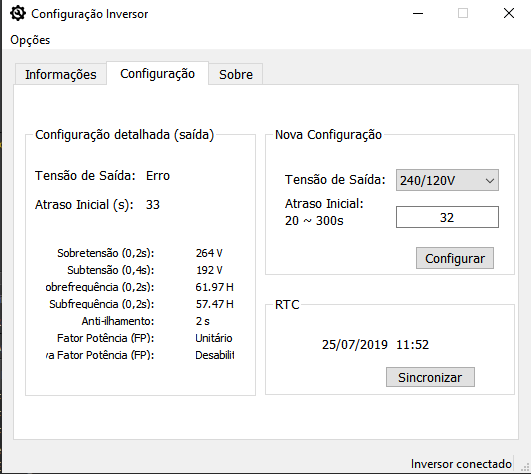 Configuração Inversor
Opções
Informações Configuração Sobre
Configuração detalhada (saída)
Tensão de Saída: Erro
Atraso Inicial (s): 33
Sobretensão (0,2s): 264 V
Subtensão (0,4s): 192 V
obrefrequência (0,2s): 61.97 H
Subfrequência (0,2s): 57.47 H
Anti-ilhamento: 2 s
Fator Potência (FP): Unitário
va Fator Potência (FP): Desabilit
Nova Configuração
Tensão de Saída: 240/120V
Atraso Inicial:
20 ~ 300s
32
Configurar
RTC
25/07/2019 11:52
Sincronizar
Inversor conectado